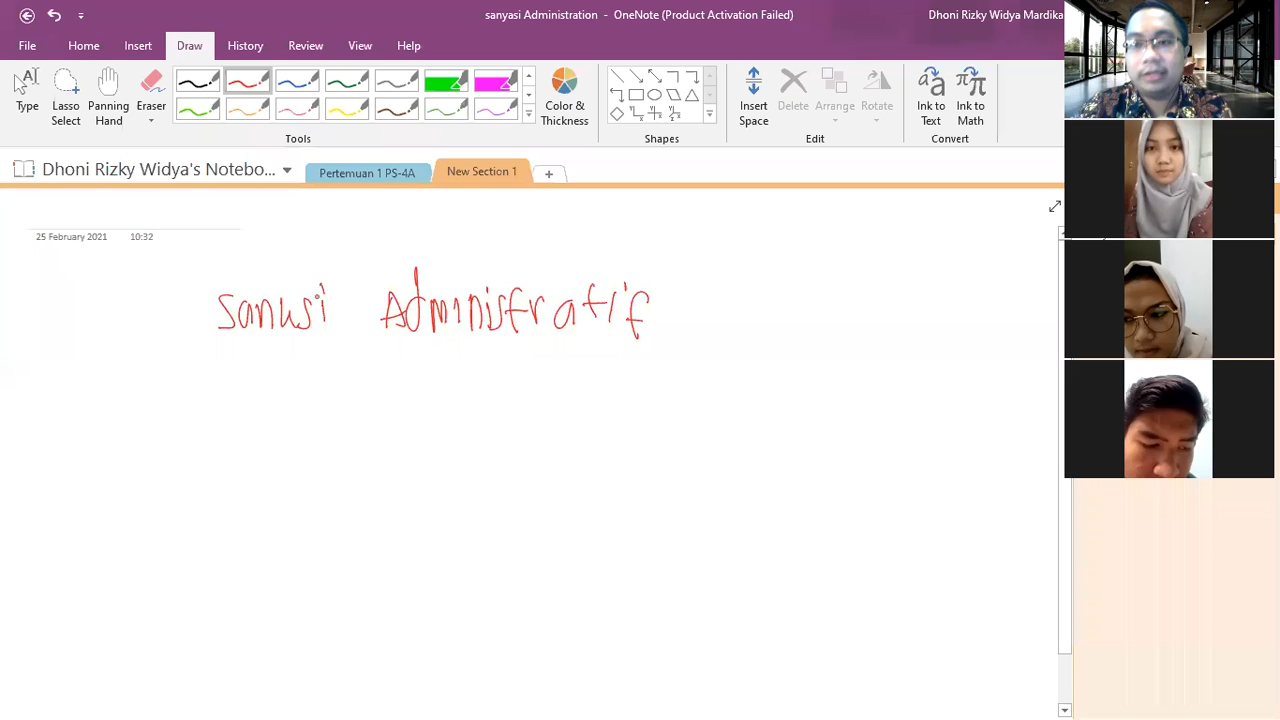 sanyasi Administration - OneNote (Product Activation Failed)
Dhoni Rizky Widya Mardika
File Home Insert Draw History Review View Help
Type
Lasso Select
Panning Hand
Eraser
Color & Thickness
Insert Space
Delete
Arrange
Rotate
Ink to Text
Ink to Math
Tools
Shapes
Edit
Convert
Dhoni Rizky Widya's Notebo...
Pertemuan 1 PS-4A
New Section 1
25 February 2021 10:32
Sanksi Administratif